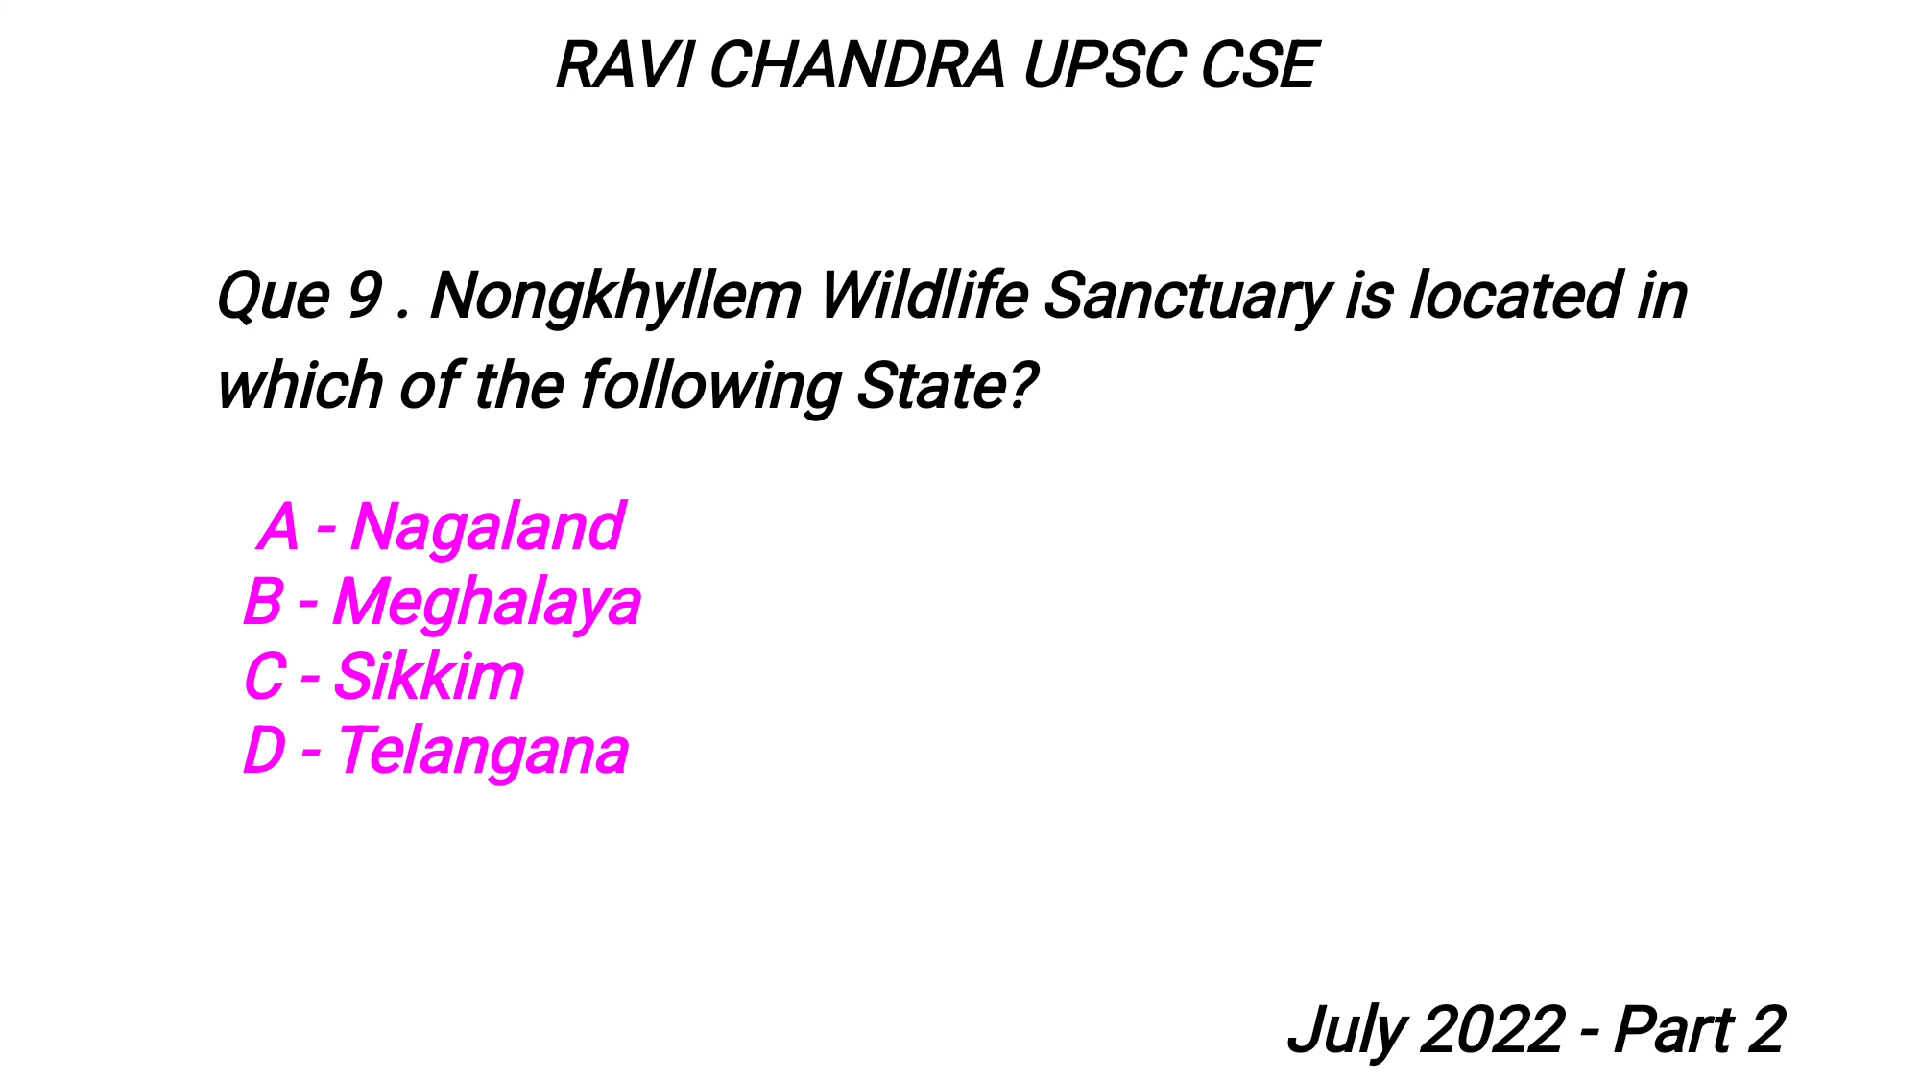 RAVI CHANDRA UPSC CSE
Que 9 . Nongkhyllem Wildlife Sanctuary is located in
which of the following State?
A - Nagaland
B - Meghalaya
C - Sikkim
D - Telangana
July 2022 - Part 2